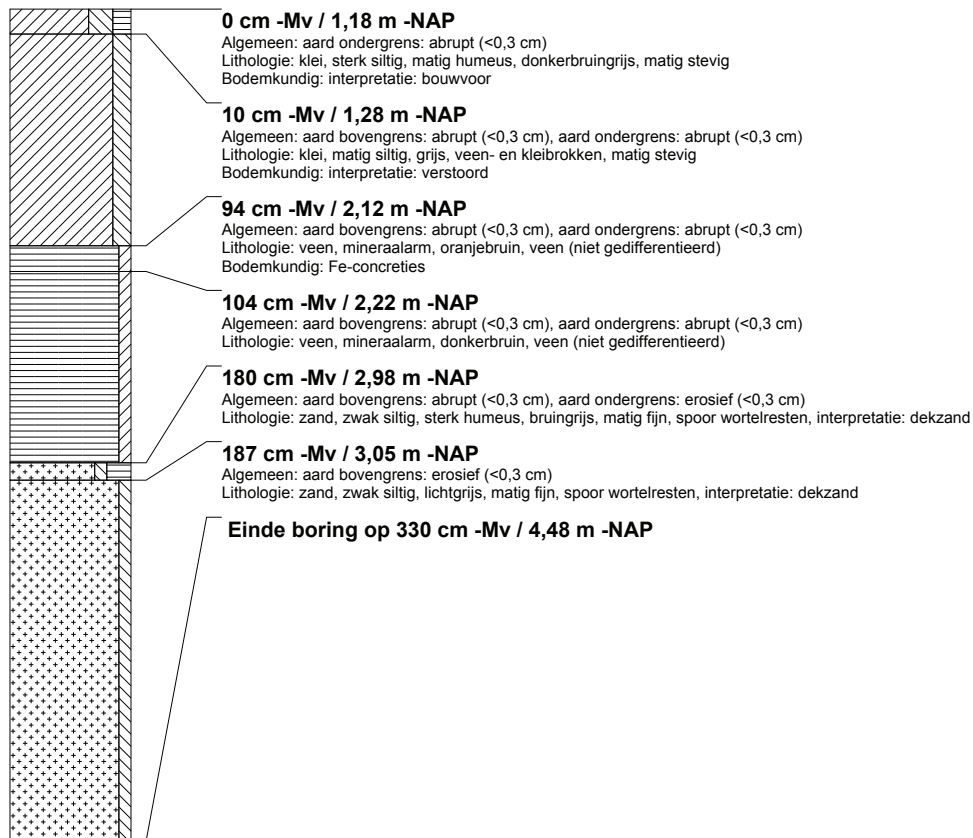 0 cm -Mv / 1,18 m -NAP
Algemeen: aard ondergrens: abrupt (<0,3 cm)
Lithologie: klei, sterk siltig, matig humeus, donkerbruingrijs, matig stevig
Bodemkundig: interpretatie: bouwvoor
10 cm -Mv / 1,28 m -NAP
Algemeen: aard bovengrens: abrupt (<0,3 cm), aard ondergrens: abrupt (<0,3 cm)
Lithologie: klei, matig siltig, grijs, veen- en kleibrokken, matig stevig
Bodemkundig: interpretatie: verstoord
94 cm -Mv / 2,12 m -NAP
Algemeen: aard bovengrens: abrupt (<0,3 cm), aard ondergrens: abrupt (<0,3 cm)
Lithologie: veen, mineraalarm, oranjebruin, veen (niet gedifferentieerd)
Bodemkundig: Fe-concreties
104 cm -Mv / 2,22 m -NAP
Algemeen: aard bovengrens: abrupt (<0,3 cm), aard ondergrens: abrupt (<0,3 cm)
Lithologie: veen, mineraalarm, donkerbruin, veen (niet gedifferentieerd)
180 cm -Mv / 2,98 m -NAP
Algemeen: aard bovengrens: abrupt (<0,3 cm), aard ondergrens: erosief (<0,3 cm)
Lithologie: zand, zwak siltig, sterk humeus, bruingrijs, matig fijn, spoor wortelresten, interpretatie: dekzand
187 cm -Mv / 3,05 m -NAP
Algemeen: aard bovengrens: erosief (<0,3 cm)
Lithologie: zand, zwak siltig, lichtgrijs, matig fijn, spoor wortelresten, interpretatie: dekzand
Einde boring op 330 cm -Mv / 4,48 m -NAP